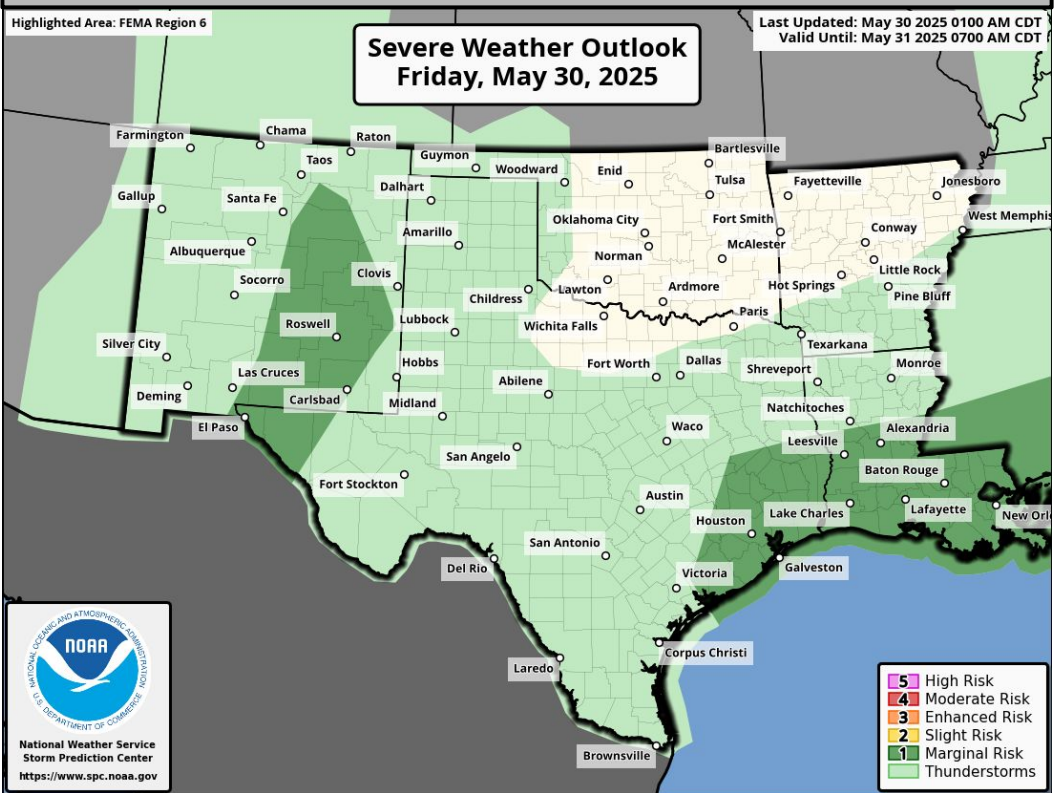 Highlighted Area: FEMA Region 6
Severe Weather Outlook
Friday, May 30, 2025
Last Updated: May 30 2025 0100 AM CDT
Valid Until: May 31 2025 0700 AM CDT
Farmington
Chama
Raton
Taos
Guymon
Woodward
Enid
Bartlesville
Tulsa
Fayetteville
Jonesboro
Gallup
Santa Fe
Dalhart
Oklahoma City
Fort Smith
West Memphis
Albuquerque
Amarillo
Norman
McAlester
Conway
Socorro
Clovis
Childress
Lawton
Ardmore
Hot Springs
Little Rock
Pine Bluff
Roswell
Lubbock
Wichita Falls
Paris
Texarkana
Silver City
Las Cruces
Hobbs
Fort Worth
Dallas
Shreveport
Monroe
Deming
Carlsbad
Midland
Abilene
Natchitoches
El Paso
San Angelo
Waco
Leesville
Alexandria
Fort Stockton
Austin
Baton Rouge
Houston
Lake Charles
Lafayette
New Orl
San Antonio
Del Rio
Victoria
Galveston
Laredo
Corpus Christi
Brownsville
NATIONAL OCEANIC AND ATMOSPHERIC ADMINISTRATION
NOAA
U.S. DEPARTMENT OF COMMERCE
National Weather Service
Storm Prediction Center
https://www.spc.noaa.gov
5 High Risk
4 Moderate Risk
3 Enhanced Risk
2 Slight Risk
1 Marginal Risk
Thunderstorms